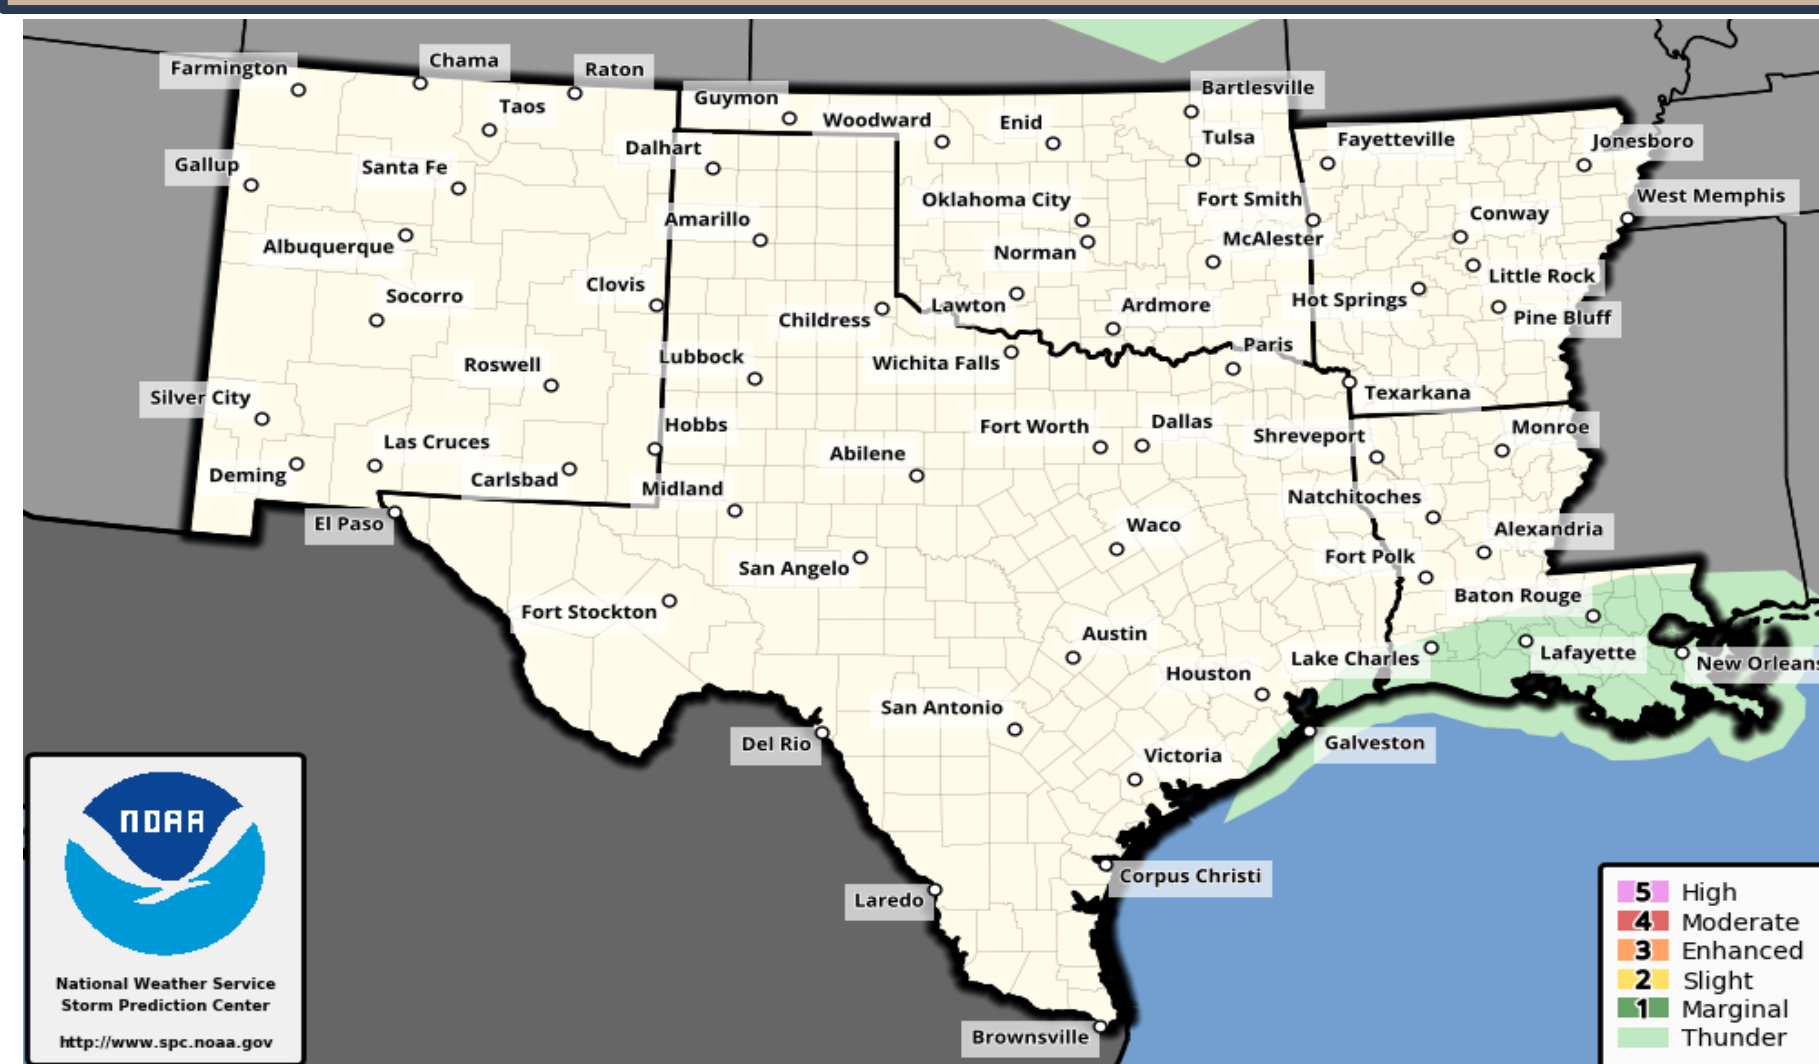 Farmington
Chama
Raton
Taos
Guymon
Woodward
Enid
Bartlesville
Tulsa
Fayetteville
Jonesboro
Gallup
Santa Fe
Dalhart
Oklahoma City
Fort Smith
West Memphis
Amarillo
Conway
Albuquerque
Norman
McAlester
Socorro
Clovis
Little Rock
Childress
Lawton
Ardmore
Hot Springs
Pine Bluff
Roswell
Lubbock
Wichita Falls
Paris
Silver City
Texarkana
Hobbs
Fort Worth
Dallas
Shreveport
Monroe
Las Cruces
Abilene
Deming
Carlsbad
Midland
Natchitoches
El Paso
Waco
Alexandria
San Angelo
Fort Polk
Fort Stockton
Baton Rouge
Austin
Lake Charles
Lafayette
New Orleans
Houston
San Antonio
Del Rio
Galveston
Victoria
Corpus Christi
Laredo
Brownsville
NOAA
National Weather Service
Storm Prediction Center
http://www.spc.noaa.gov
5 High
4 Moderate
3 Enhanced
2 Slight
1 Marginal
Thunder